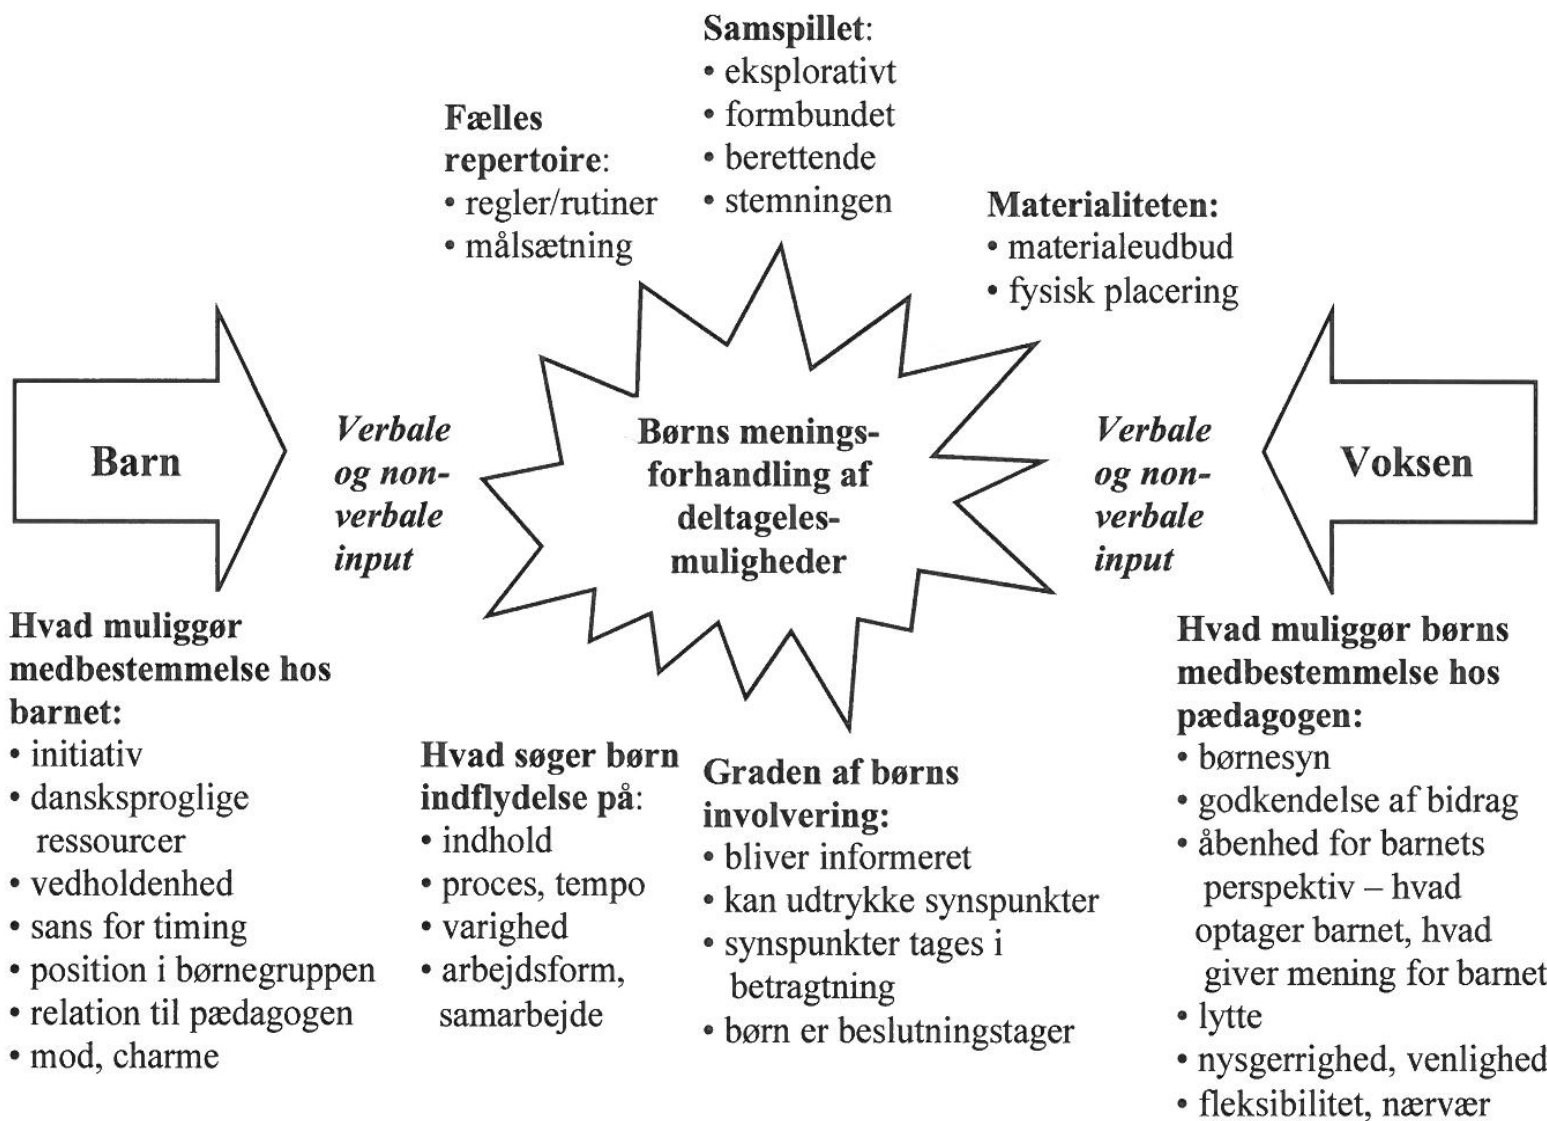 Samspillet:
• eksplorativt
• formbundet
• berettende
• stemningen
Fælles
repertoire:
• regler/rutiner
• målsætning
Materialiteten:
• materialeudbud
• fysisk placering
Barn
Verbale
og non-
verbale
input
Børns menings-
forhandling af
deltageles-
muligheder
Verbale
og non-
verbale
input
Voksen
Hvad muliggør
medbestemmelse hos
barnet:
• initiativ
• dansksproglige
ressourcer
• vedholdenhed
• sans for timing
• position i børnegruppen
• relation til pædagogen
• mod, charme
Hvad søger børn
indflydelse på:
• indhold
• proces, tempo
• varighed
• arbejdsform,
samarbejde
Graden af børns
involvering:
• bliver informeret
• kan udtrykke synspunkter
• synspunkter tages i
betragtning
• børn er beslutningstager
Hvad muliggør børns
medbestemmelse hos
pædagogen:
• børnesyn
• godkendelse af bidrag
• åbenhed for barnets
perspektiv – hvad
optager barnet, hvad
giver mening for barnet
• lytte
• nysgerrighed, venlighed
• fleksibilitet, nærvær